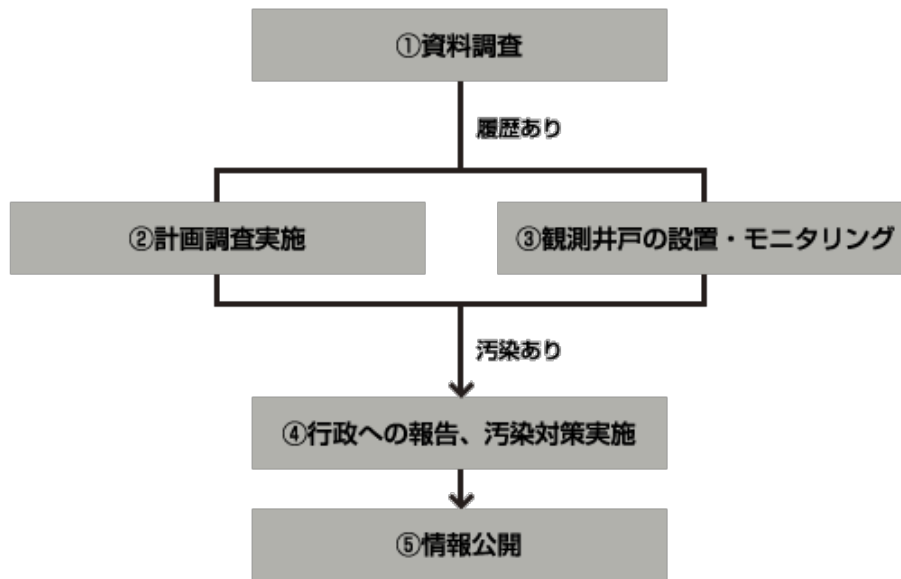 ①資料調査
履歴あり
②計画調査実施
③観測井戸の設置・モニタリング
汚染あり
④行政への報告、汚染対策実施
⑤情報公開